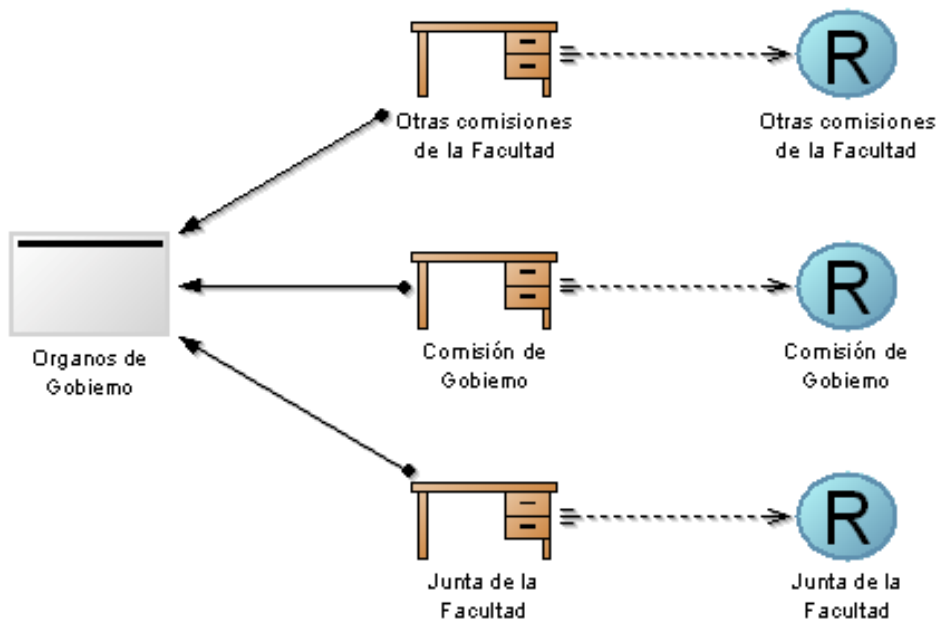 R
Otras comisiones
de la Facultad
Otras comisiones
de la Facultad
R
Organos de
Gobierno
Comisión de
Gobierno
Comisión de
Gobierno
R
Junta de la
Facultad
Junta de la
Facultad